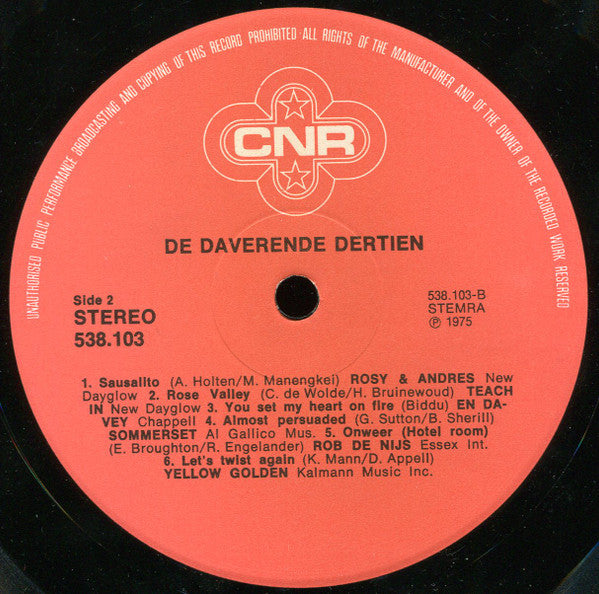 UNAUTHORISED PUBLIC PERFORMANCE BROADCASTING AND COPYING OF THIS RECORD PROHIBITED ALL RIGHTS OF THE MANUFACTURER AND OF THE OWNER OF THE RECORDED WORK RESERVED
CNR
DE DAVERENDE DERTIEN
Side 2
STEREO
538.103
538.103-B
STEMRA
℗ 1975
1. Sausalito (A. Holten/M. Manengkei) ROSY & ANDRES New
Dayglow 2. Rose Valley (C. de Wolde/H. Bruinewoud) TEACH
IN New Dayglow 3. You set my heart on fire (Biddu) EN DA-
VEY Chappell 4. Almost persuaded (G. Sutton/B. Sherill)
SOMMERSET Al Gallico Mus. 5. Onweer (Hotel room)
(E. Broughton/R. Engelander) ROB DE NIJS Essex Int.
6. Let's twist again (K. Mann/D. Appell)
YELLOW GOLDEN Kalmann Music Inc.